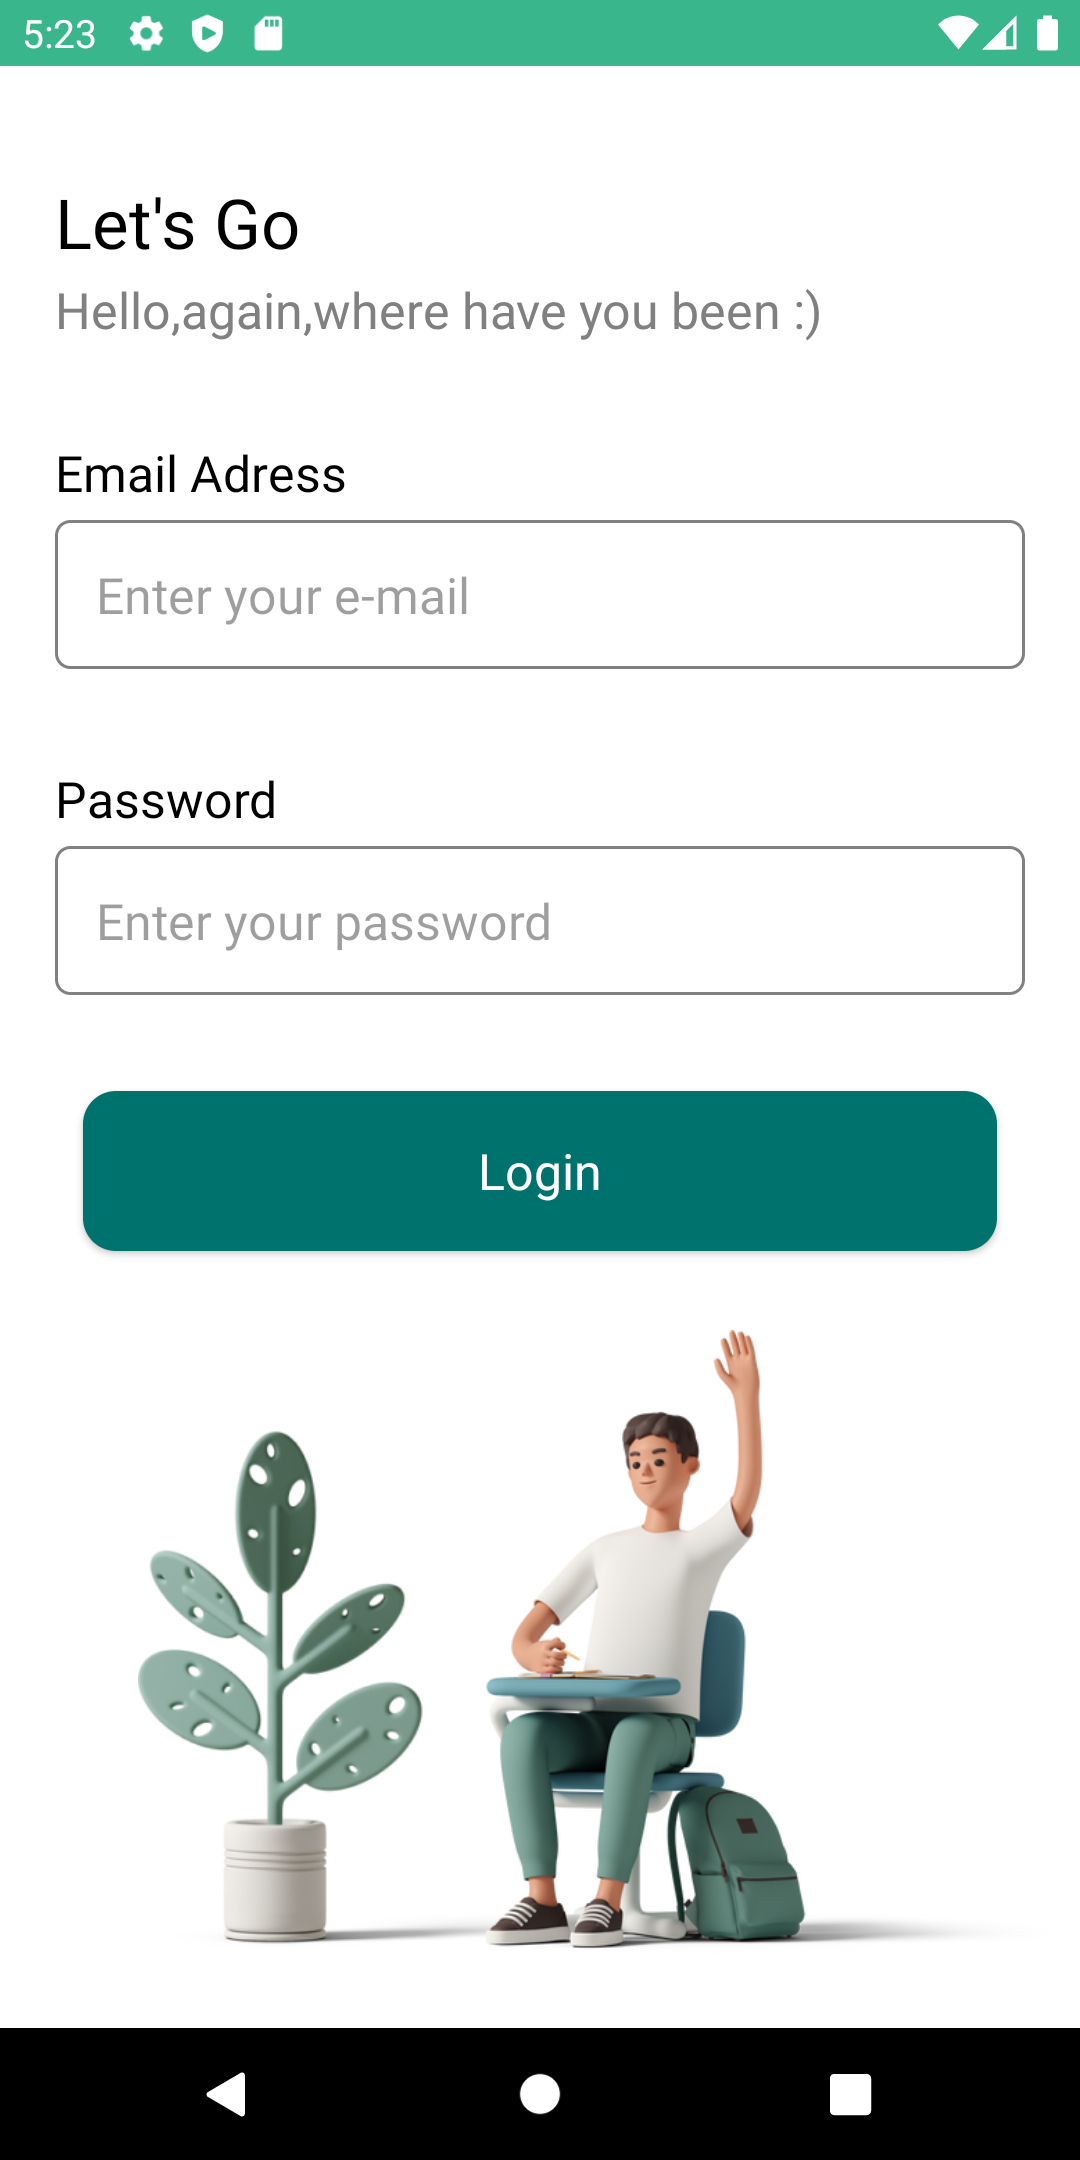 5:23
Let's Go
Hello,again,where have you been :)
Email Adress
Enter your e-mail
Password
Enter your password
Login